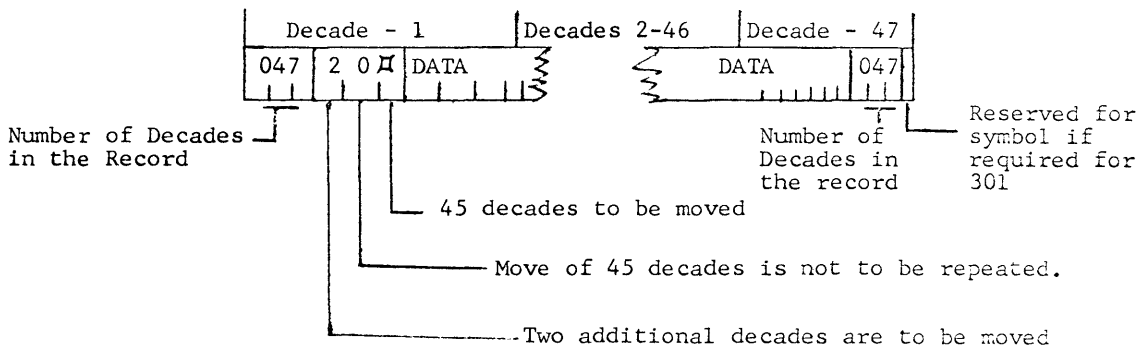 Decade - 1 Decades 2-46 Decade - 47
047 2 0 ¤ DATA DATA 047
Number of Decades
in the Record
Number of
Decades in
the record
Reserved for
symbol if
required for
301
45 decades to be moved
Move of 45 decades is not to be repeated.
Two additional decades are to be moved